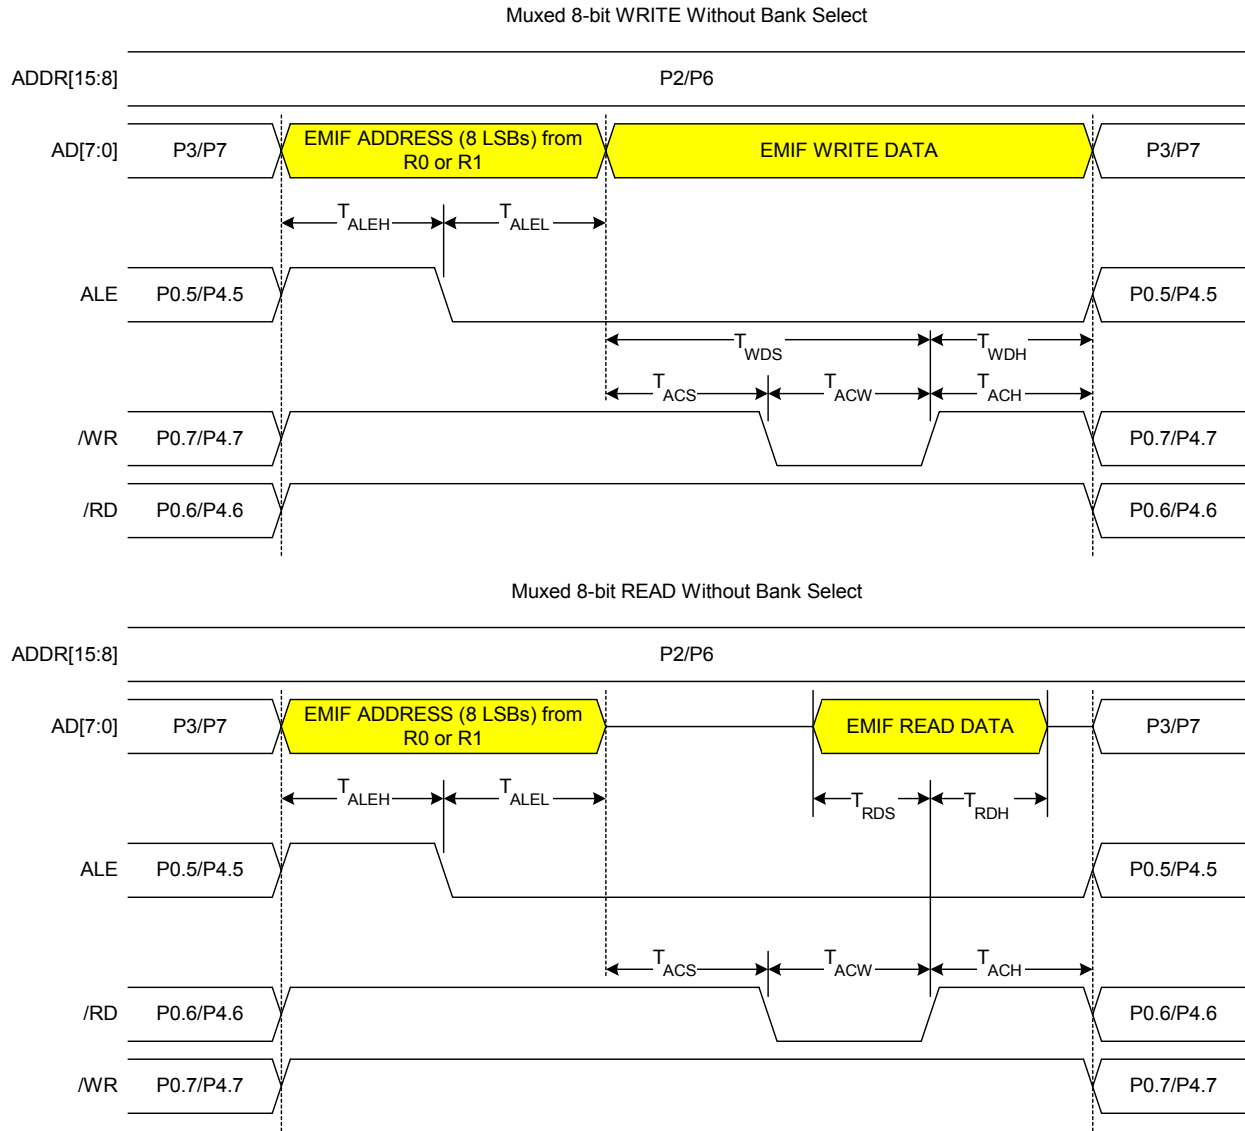 Muxed 8-bit WRITE Without Bank Select
ADDR[15:8] P2/P6
AD[7:0] P3/P7 EMIF ADDRESS (8 LSBs) from R0 or R1 EMIF WRITE DATA P3/P7
TALEH TALEL
ALE P0.5/P4.5 P0.5/P4.5
TWDS TWDH
TACS TACW TACH
/WR P0.7/P4.7 P0.7/P4.7
/RD P0.6/P4.6 P0.6/P4.6
Muxed 8-bit READ Without Bank Select
ADDR[15:8] P2/P6
AD[7:0] P3/P7 EMIF ADDRESS (8 LSBs) from R0 or R1 EMIF READ DATA P3/P7
TALEH TALEL TRDS TRDH
ALE P0.5/P4.5 P0.5/P4.5
TACS TACW TACH
/RD P0.6/P4.6 P0.6/P4.6
/WR P0.7/P4.7 P0.7/P4.7